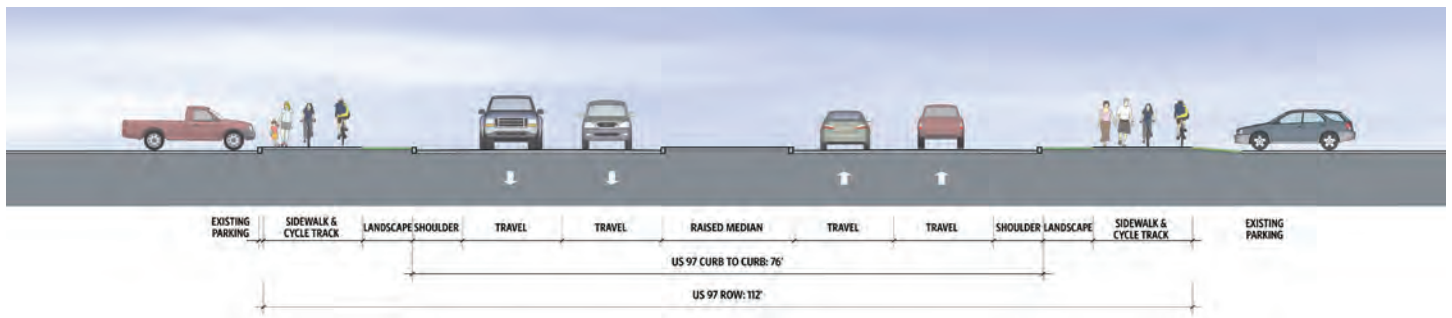 EXISTING
PARKING
SIDEWALK &
CYCLE TRACK
LANDSCAPE
SHOULDER
TRAVEL
TRAVEL
RAISED MEDIAN
TRAVEL
TRAVEL
SHOULDER
LANDSCAPE
SIDEWALK &
CYCLE TRACK
EXISTING
PARKING
US 97 CURB TO CURB: 76'
US 97 ROW: 112'